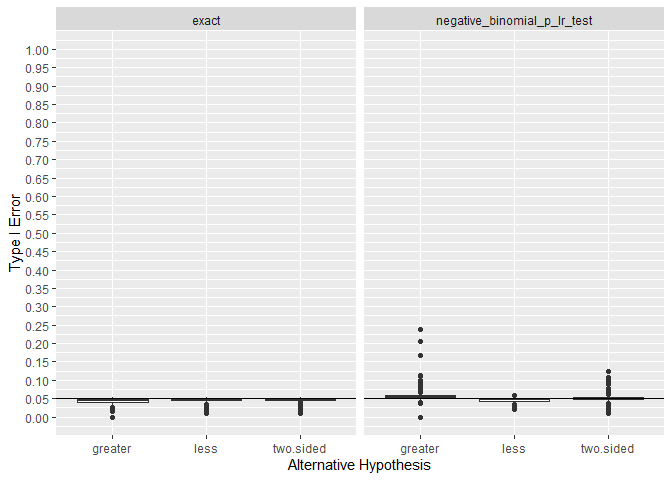 exact
negative_binomial_p_lr_test
Type I Error
1.00
0.95
0.90
0.85
0.80
0.75
0.70
0.65
0.60
0.55
0.50
0.45
0.40
0.35
0.30
0.25
0.20
0.15
0.10
0.05
0.00
greater
less
two.sided
greater
less
two.sided
Alternative Hypothesis